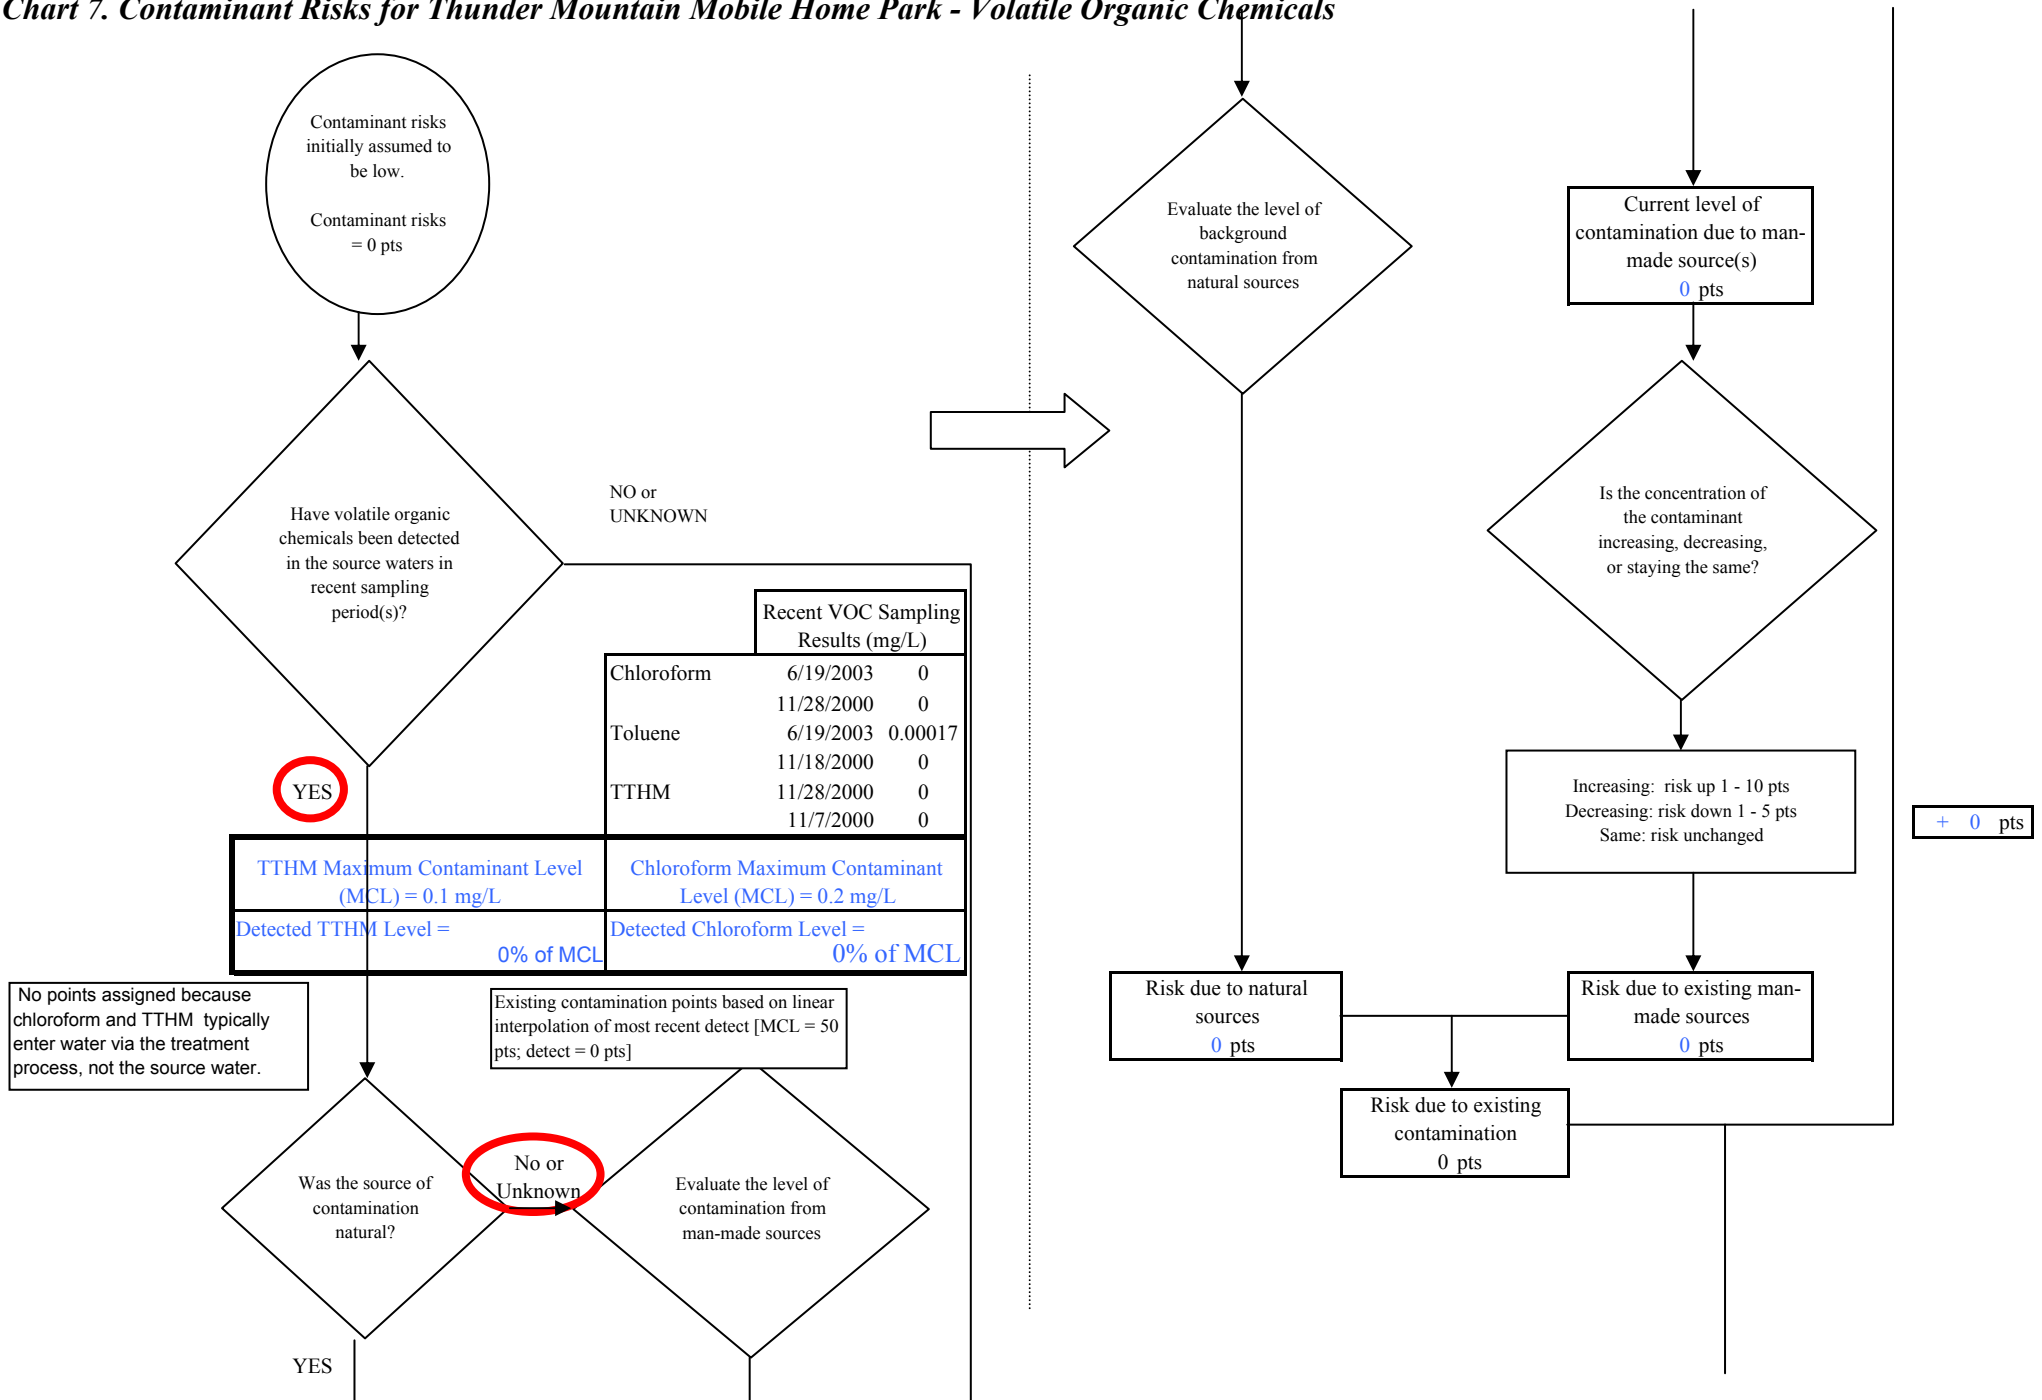 Chart 7. Contaminant Risks for Thunder Mountain Mobile Home Park - Volatile Organic Chemicals
Contaminant risks
initially assumed to
be low.
Contaminant risks
= 0 pts
Have volatile organic
chemicals been detected
in the source waters in
recent sampling
period(s)?
NO or
UNKNOWN
YES
Recent VOC Sampling
Results (mg/L)
Chloroform 6/19/2003 0
11/28/2000 0
Toluene 6/19/2003 0.00017
11/18/2000 0
TTHM 11/28/2000 0
11/7/2000 0
TTHM Maximum Contaminant Level
(MCL) = 0.1 mg/L
Chloroform Maximum Contaminant
Level (MCL) = 0.2 mg/L
Detected TTHM Level =
0% of MCL
Detected Chloroform Level =
0% of MCL
No points assigned because
chloroform and TTHM typically
enter water via the treatment
process, not the source water.
Existing contamination points based on linear
interpolation of most recent detect [MCL = 50
pts; detect = 0 pts]
Was the source of
contamination
natural?
No or
Unknown
Evaluate the level of
contamination from
man-made sources
YES
Evaluate the level of
background
contamination from
natural sources
Current level of
contamination due to man-
made source(s)
0 pts
Is the concentration of
the contaminant
increasing, decreasing,
or staying the same?
Increasing: risk up 1 - 10 pts
Decreasing: risk down 1 - 5 pts
Same: risk unchanged
+ 0 pts
Risk due to natural
sources
0 pts
Risk due to existing man-
made sources
0 pts
Risk due to existing
contamination
0 pts